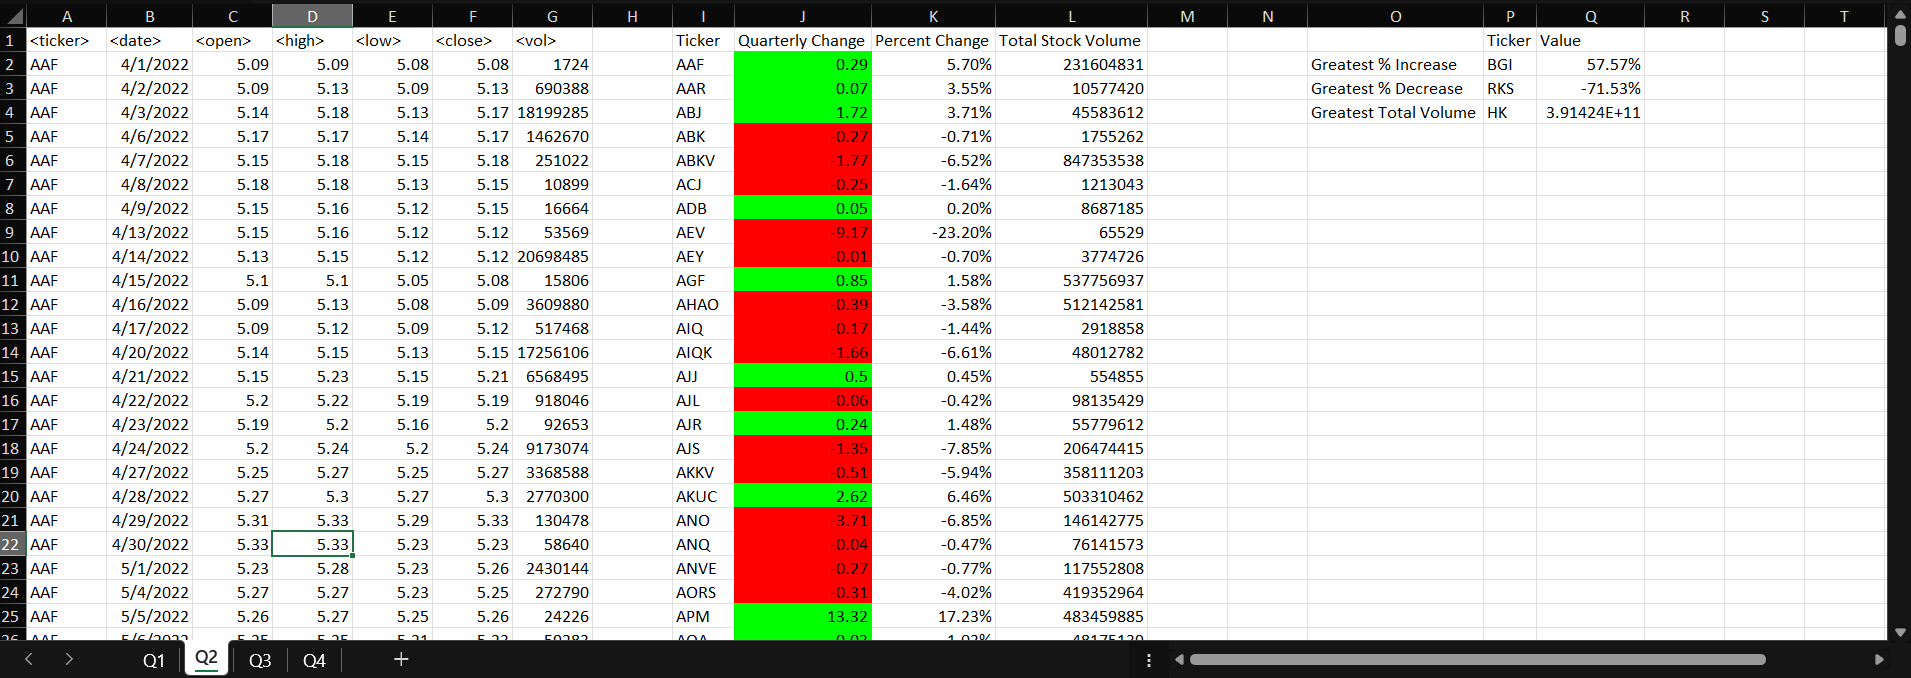 A B C D E F G H I J K L M N O P Q R S T
1 <ticker> <date> <open> <high> <low> <close> <vol> Ticker Quarterly Change Percent Change Total Stock Volume Ticker Value
2 AAF 4/1/2022 5.09 5.09 5.08 5.08 1724 AAF 0.29 5.70% 231604831 Greatest % Increase BGI 57.57%
3 AAF 4/2/2022 5.09 5.13 5.09 5.13 690388 AAR 0.07 3.55% 10577420 Greatest % Decrease RKS -71.53%
4 AAF 4/3/2022 5.14 5.18 5.13 5.17 18199285 ABJ 1.72 3.71% 45583612 Greatest Total Volume HK 3.91424E+11
5 AAF 4/6/2022 5.17 5.17 5.14 5.17 1462670 ABK -0.27 -0.71% 1755262
6 AAF 4/7/2022 5.15 5.18 5.15 5.18 251022 ABKV -1.77 -6.52% 847353538
7 AAF 4/8/2022 5.18 5.18 5.13 5.15 10899 ACJ -0.25 -1.64% 1213043
8 AAF 4/9/2022 5.15 5.16 5.12 5.15 16664 ADB 0.05 0.20% 8687185
9 AAF 4/13/2022 5.15 5.16 5.12 5.12 53569 AEV -9.17 -23.20% 65529
10 AAF 4/14/2022 5.13 5.15 5.12 5.12 20698485 AEY -0.01 -0.70% 3774726
11 AAF 4/15/2022 5.1 5.1 5.05 5.08 15806 AGF 0.85 1.58% 537756937
12 AAF 4/16/2022 5.09 5.13 5.08 5.09 3609880 AHAO -0.39 -3.58% 512142581
13 AAF 4/17/2022 5.09 5.12 5.09 5.12 517468 AIQ -0.17 -1.44% 2918858
14 AAF 4/20/2022 5.14 5.15 5.13 5.15 17256106 AIQK -1.66 -6.61% 48012782
15 AAF 4/21/2022 5.15 5.23 5.15 5.21 6568495 AJJ 0.5 0.45% 554855
16 AAF 4/22/2022 5.2 5.22 5.19 5.19 918046 AJL -0.06 -0.42% 98135429
17 AAF 4/23/2022 5.19 5.2 5.16 5.2 92653 AJR 0.24 1.48% 55779612
18 AAF 4/24/2022 5.2 5.24 5.2 5.24 9173074 AJS -1.35 -7.85% 206474415
19 AAF 4/27/2022 5.25 5.27 5.25 5.27 3368588 AKKV -0.51 -5.94% 358111203
20 AAF 4/28/2022 5.27 5.3 5.27 5.3 2770300 AKUC 2.62 6.46% 503310462
21 AAF 4/29/2022 5.31 5.33 5.29 5.33 130478 ANO -3.71 -6.85% 146142775
22 AAF 4/30/2022 5.33 5.33 5.23 5.23 58640 ANQ -0.04 -0.47% 76141573
23 AAF 5/1/2022 5.23 5.28 5.23 5.26 2430144 ANVE -0.27 -0.77% 117552808
24 AAF 5/4/2022 5.27 5.27 5.23 5.25 272790 AORS -0.31 -4.02% 419352964
25 AAF 5/5/2022 5.26 5.27 5.25 5.26 24226 APM 13.32 17.23% 483459885
Q1 Q2 Q3 Q4